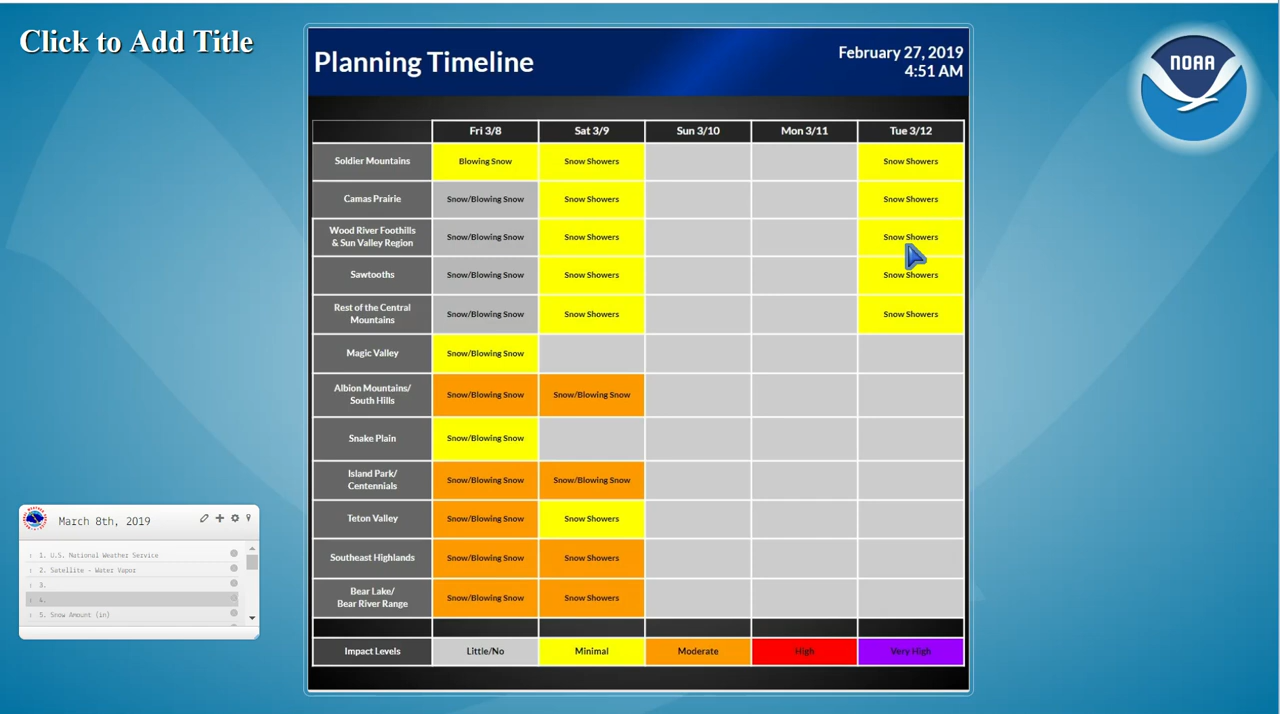 Click to Add Title
Planning Timeline
February 27, 2019
4:51 AM
NOAA
Fri 3/8 Sat 3/9 Sun 3/10 Mon 3/11 Tue 3/12
Soldier Mountains Blowing Snow Snow Showers Snow Showers
Camas Prairie Snow/Blowing Snow Snow Showers Snow Showers
Wood River Foothills
& Sun Valley Region Snow/Blowing Snow Snow Showers Snow Showers
Sawtooths Snow/Blowing Snow Snow Showers Snow Showers
Rest of the Central
Mountains Snow/Blowing Snow Snow Showers Snow Showers
Magic Valley Snow/Blowing Snow
Albion Mountains/
South Hills Snow/Blowing Snow Snow/Blowing Snow
Snake Plain Snow/Blowing Snow
Island Park/
Centennials Snow/Blowing Snow Snow/Blowing Snow
Teton Valley Snow/Blowing Snow Snow Showers
Southeast Highlands Snow/Blowing Snow Snow Showers
Bear Lake/
Bear River Range Snow/Blowing Snow Snow Showers
Impact Levels Little/No Minimal Moderate High Very High
March 8th, 2019
1. U.S. National Weather Service
2. Satellite - Water Vapor
3.
4.
5. Snow Amount (in)